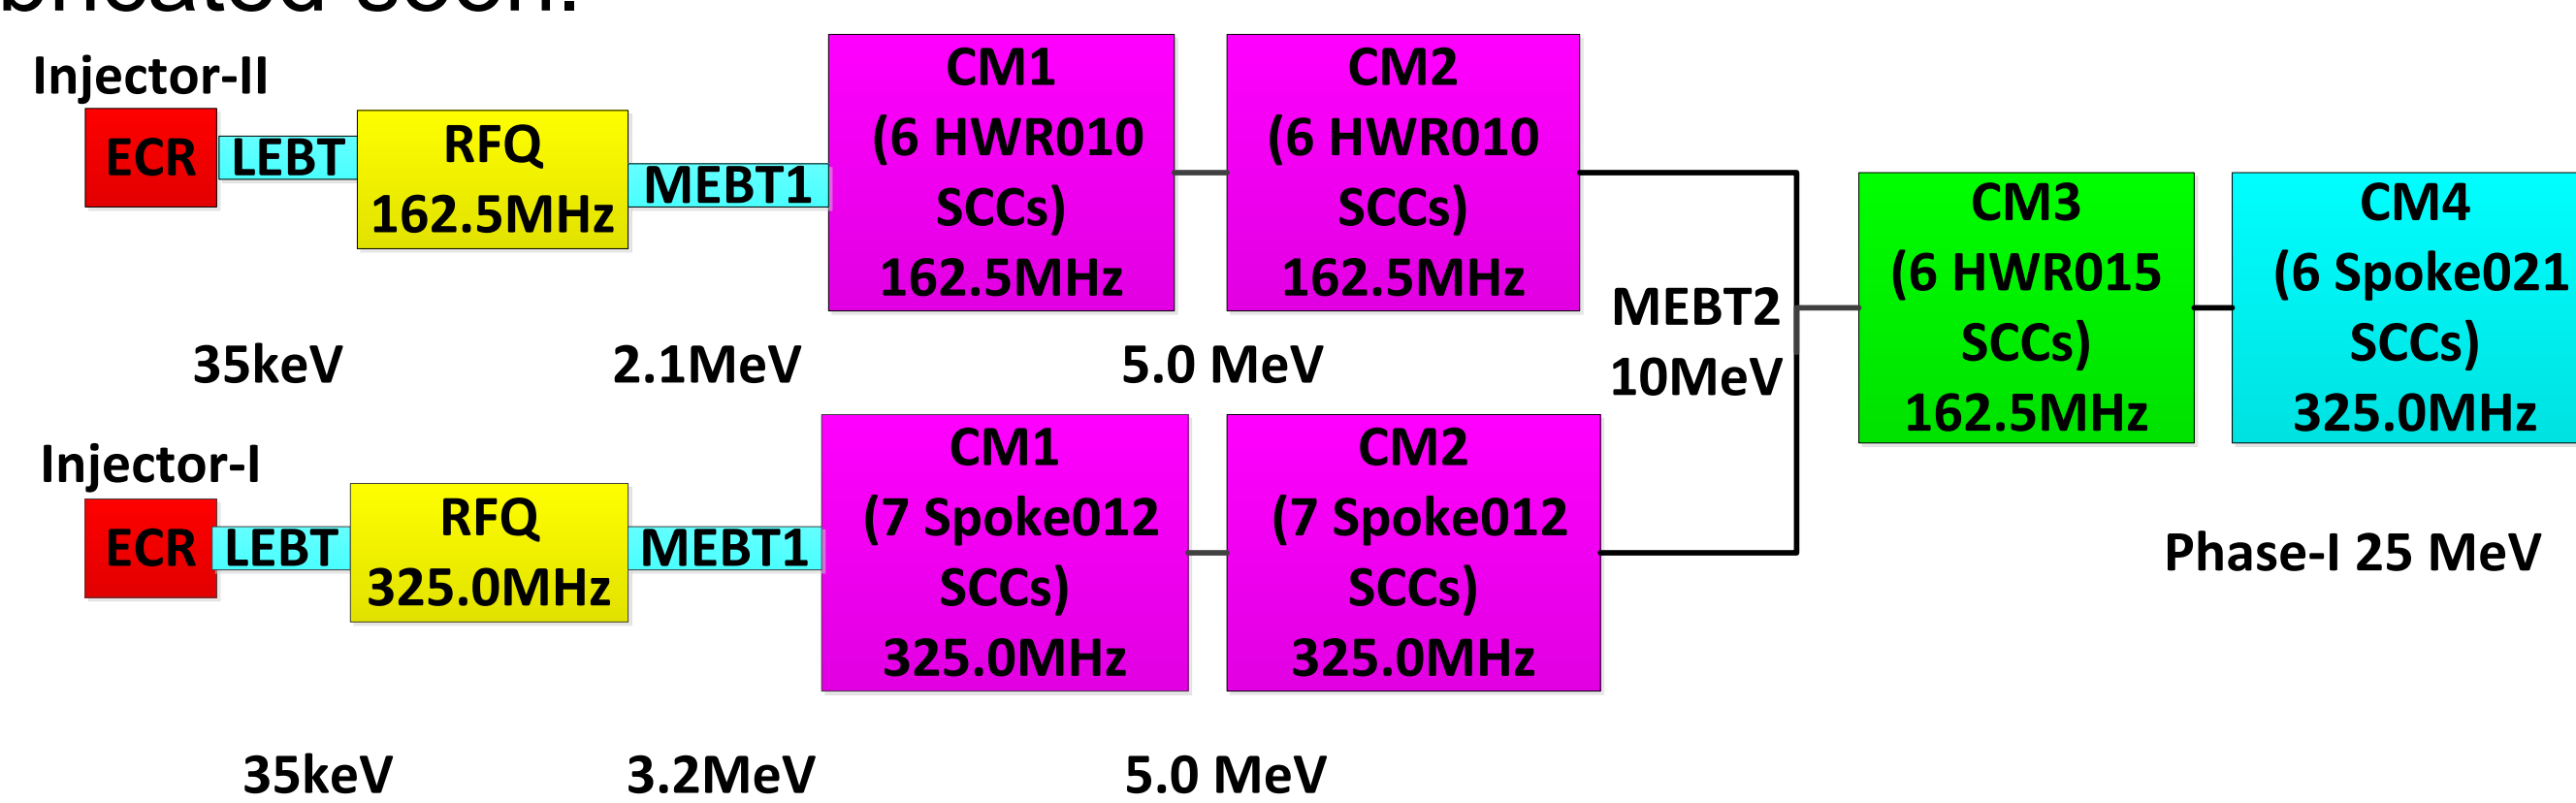 Injector-II
ECR
LEBT
RFQ
162.5MHz
MEBT1
CM1
(6 HWR010
SCCs)
162.5MHz
CM2
(6 HWR010
SCCs)
162.5MHz
MEBT2
10MeV
CM3
(6 HWR015
SCCs)
162.5MHz
CM4
(6 Spoke021
SCCs)
325.0MHz
35keV
2.1MeV
5.0 MeV
Injector-I
ECR
LEBT
RFQ
325.0MHz
MEBT1
CM1
(7 Spoke012
SCCs)
325.0MHz
CM2
(7 Spoke012
SCCs)
325.0MHz
Phase-I 25 MeV
35keV
3.2MeV
5.0 MeV